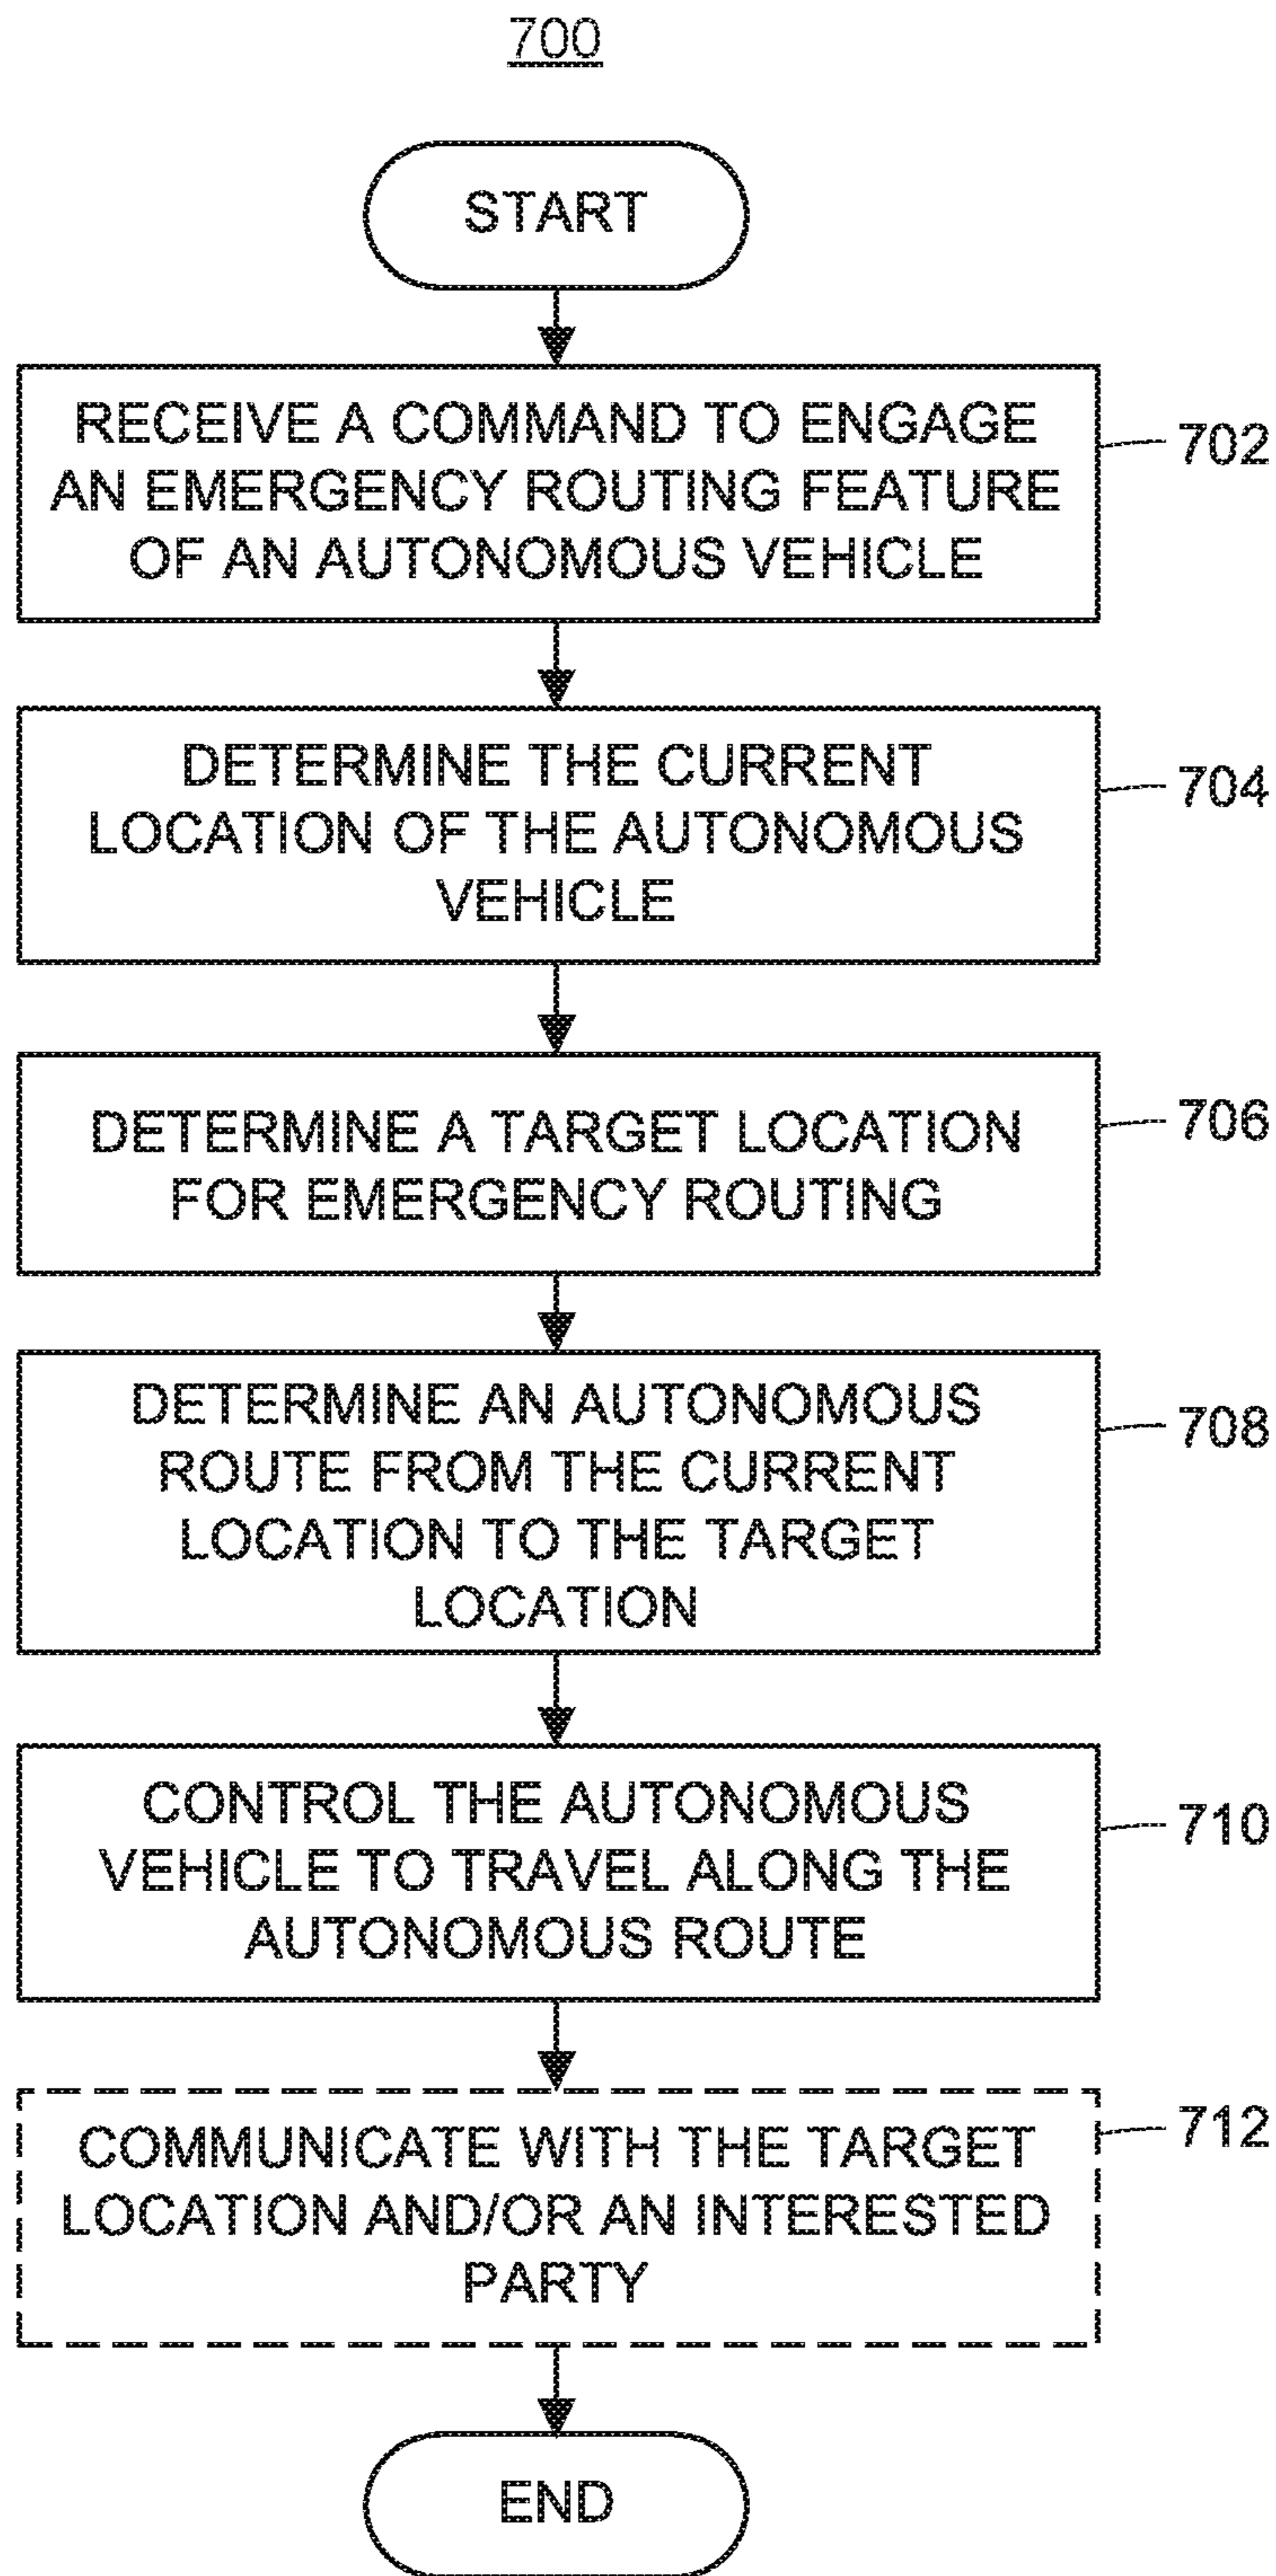 700
START
RECEIVE A COMMAND TO ENGAGE
AN EMERGENCY ROUTING FEATURE
OF AN AUTONOMOUS VEHICLE
702
DETERMINE THE CURRENT
LOCATION OF THE AUTONOMOUS
VEHICLE
704
DETERMINE A TARGET LOCATION
FOR EMERGENCY ROUTING
706
DETERMINE AN AUTONOMOUS
ROUTE FROM THE CURRENT
LOCATION TO THE TARGET
LOCATION
708
CONTROL THE AUTONOMOUS
VEHICLE TO TRAVEL ALONG THE
AUTONOMOUS ROUTE
710
COMMUNICATE WITH THE TARGET
LOCATION AND/OR AN INTERESTED
PARTY
712
END